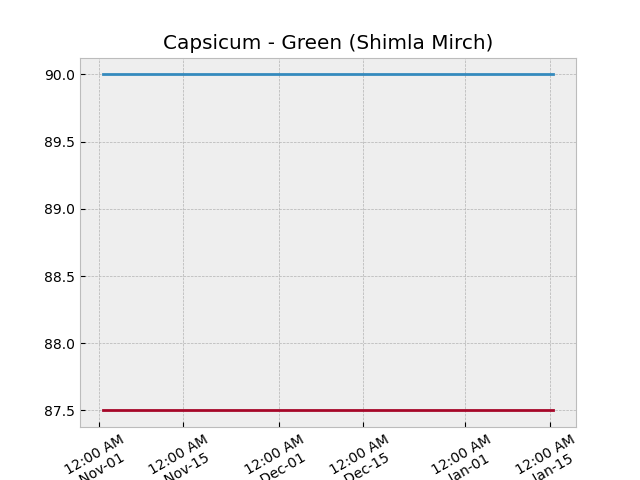 Capsicum - Green (Shimla Mirch)
90.0
89.5
89.0
88.5
88.0
87.5
12:00 AM
Nov-01
12:00 AM
Nov-15
12:00 AM
Dec-01
12:00 AM
Dec-15
12:00 AM
Jan-01
12:00 AM
Jan-15